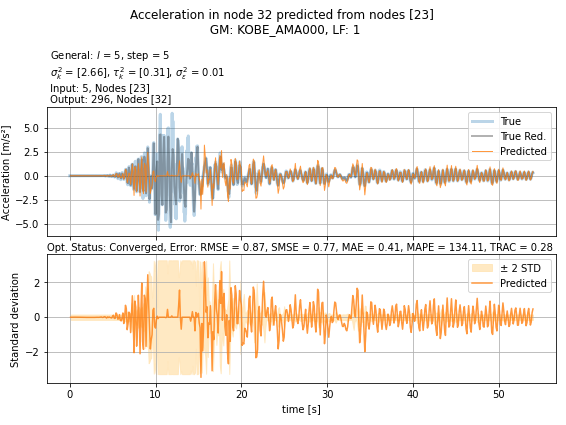 Acceleration in node 32 predicted from nodes [23]
GM: KOBE_AMA000, LF: 1
General: l = 5, step = 5
σ²ₖ = [2.66], τ²ₖ = [0.31], σ²ε = 0.01
Input: 5, Nodes [23]
Output: 296, Nodes [32]
Acceleration [m/s²]
5.0
2.5
0.0
−2.5
−5.0
True
True Red.
Predicted
Opt. Status: Converged, Error: RMSE = 0.87, SMSE = 0.77, MAE = 0.41, MAPE = 134.11, TRAC = 0.28
Standard deviation
2
0
−2
± 2 STD
Predicted
0 10 20 30 40 50
time [s]